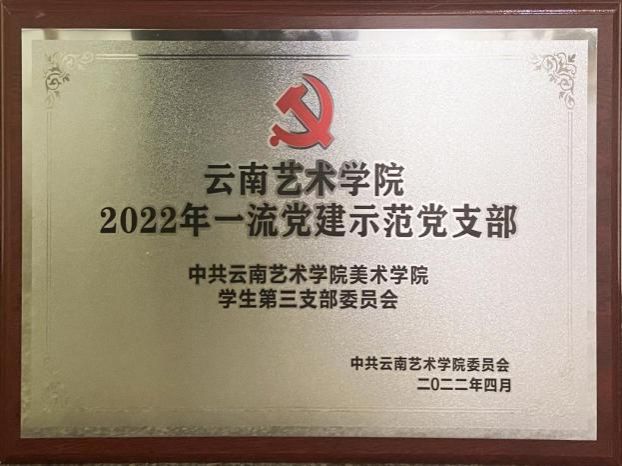 云南艺术学院
2022年一流党建示范党支部
中共云南艺术学院美术学院
学生第三支部委员会
中共云南艺术学院委员会
二〇二二年四月